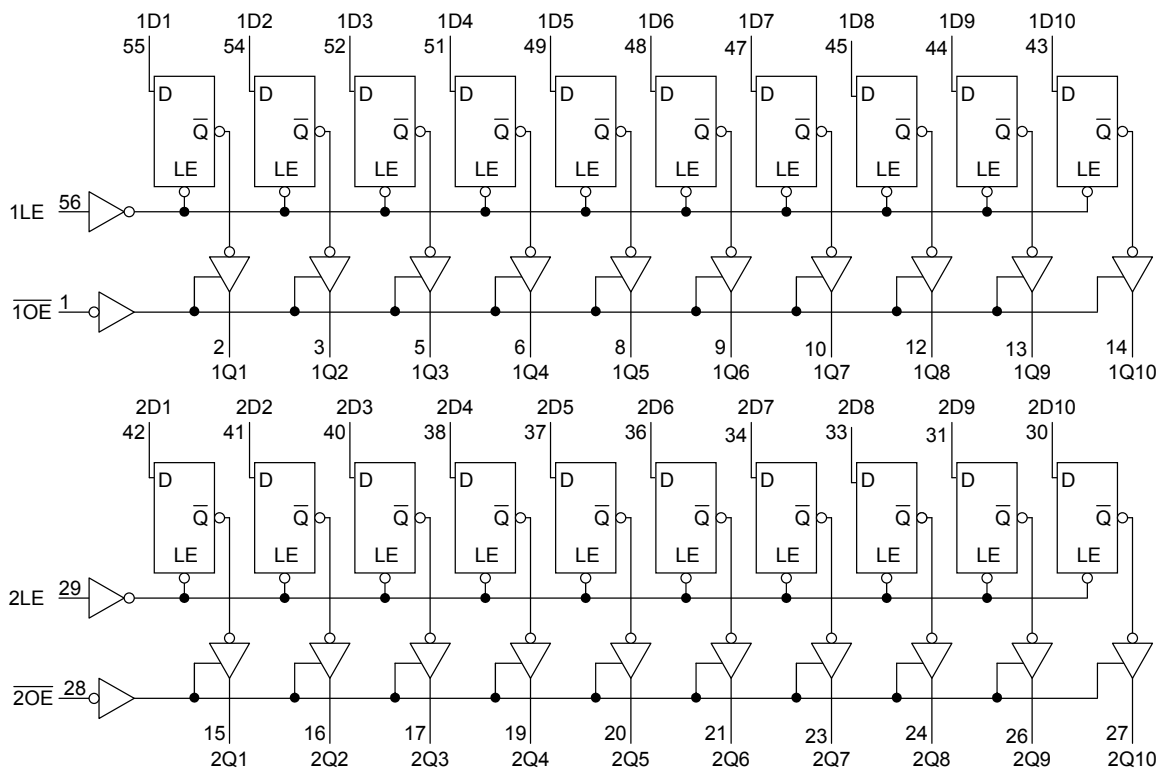 1D1 1D2 1D3 1D4 1D5 1D6 1D7 1D8 1D9 1D10
55 54 52 51 49 48 47 45 44 43
D D D D D D D D D D
Q̅ Q̅ Q̅ Q̅ Q̅ Q̅ Q̅ Q̅ Q̅ Q̅
LE LE LE LE LE LE LE LE LE LE
1LE 56
1O̅E̅ 1
2 3 5 6 8 9 10 12 13 14
1Q1 1Q2 1Q3 1Q4 1Q5 1Q6 1Q7 1Q8 1Q9 1Q10
2D1 2D2 2D3 2D4 2D5 2D6 2D7 2D8 2D9 2D10
42 41 40 38 37 36 34 33 31 30
D D D D D D D D D D
Q̅ Q̅ Q̅ Q̅ Q̅ Q̅ Q̅ Q̅ Q̅ Q̅
LE LE LE LE LE LE LE LE LE LE
2LE 29
2O̅E̅ 28
15 16 17 19 20 21 23 24 26 27
2Q1 2Q2 2Q3 2Q4 2Q5 2Q6 2Q7 2Q8 2Q9 2Q10